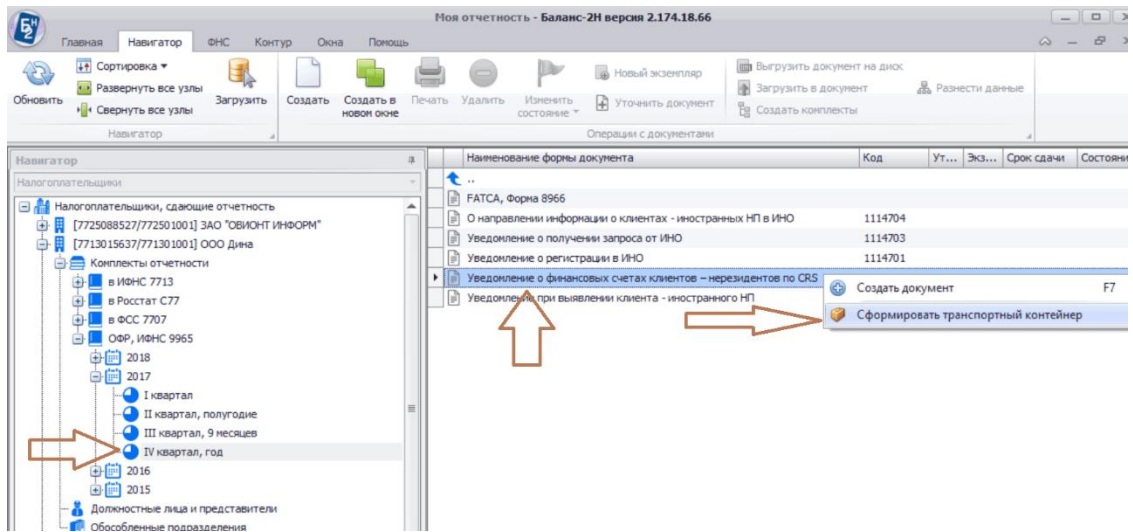 Моя отчетность - Баланс-2Н версия 2.174.18.66
Главная Навигатор ФНС Контур Окна Помощь
Обновить
Сортировка
Развернуть все узлы
Свернуть все узлы
Загрузить
Навигатор
Создать
Создать в новом окне
Печать
Удалить
Изменить состояние
Новый экземпляр
Уточнить документ
Выгрузить документ на диск
Загрузить в документ
Создать комплекты
Разнести данные
Операции с документами
Навигатор
Налогоплательщики
Налогоплательщики, сдающие отчетность
[7725088527/772501001] ЗАО "ОВИОНТ ИНФОРМ"
[7713015637/771301001] ООО Дина
Комплекты отчетности
в ИФНС 7713
в Росстат С77
в ФСС 7707
ОФР, ИФНС 9965
2018
2017
I квартал
II квартал, полугодие
III квартал, 9 месяцев
IV квартал, год
2016
2015
Должностные лица и представители
Обособленные подразделения
Наименование формы документа Код Ут... Экз... Срок сдачи Состояни
..
FATCA, Форма 8966
О направлении информации о клиентах - иностранных НП в ИНО 1114704
Уведомление о получении запроса от ИНО 1114703
Уведомление о регистрации в ИНО 1114701
Уведомление о финансовых счетах клиентов – нерезидентов по CRS
Уведомление при выявлении клиента - иностранного НП
Создать документ F7
Сформировать транспортный контейнер